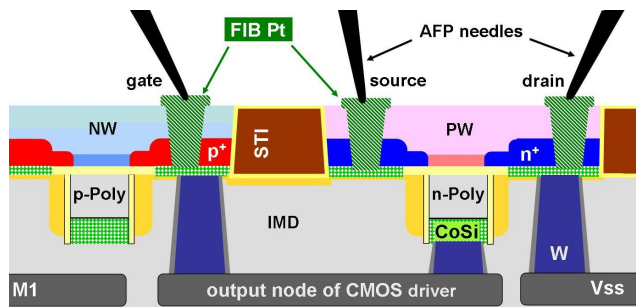 FIB Pt
AFP needles
gate
source
drain
NW
PW
p+
STI
n+
p-Poly
n-Poly
IMD
CoSi
W
M1
output node of CMOS driver
Vss